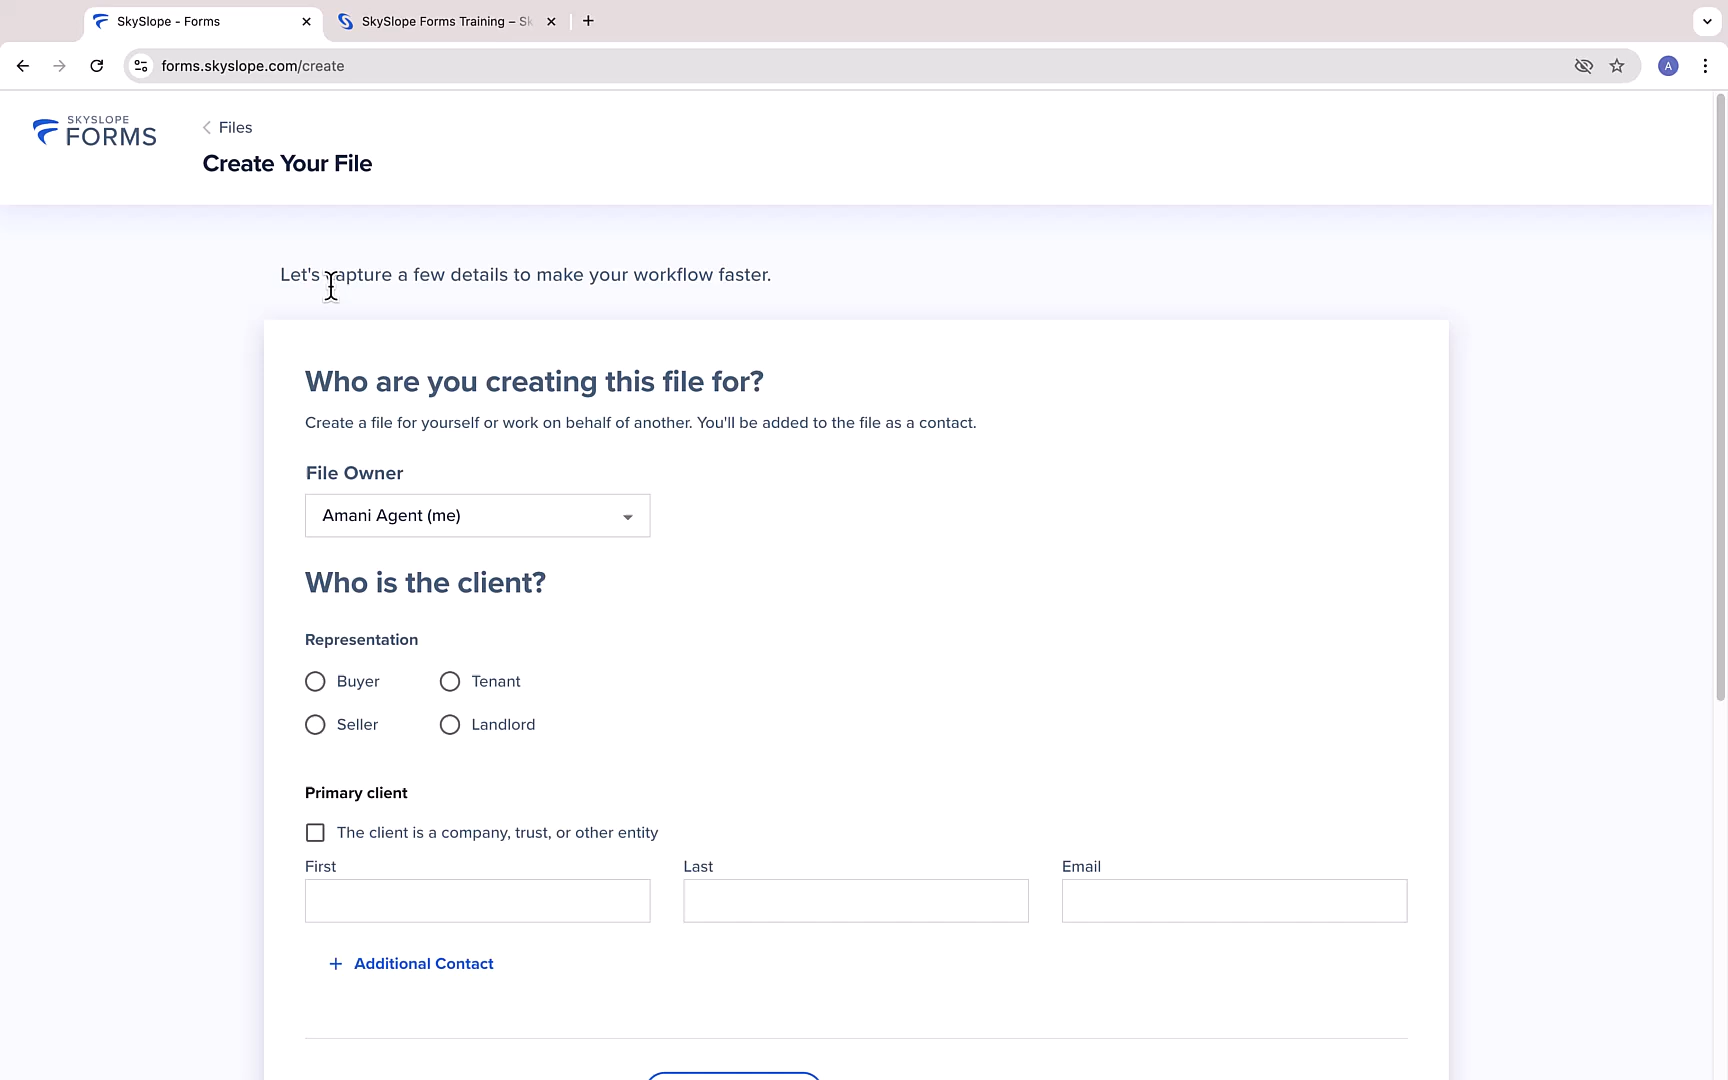 SkySlope - Forms
SkySlope Forms Training – Sk
forms.skyslope.com/create
A
SKYSLOPE
FORMS
Files
Create Your File
Let's capture a few details to make your workflow faster.
Who are you creating this file for?
Create a file for yourself or work on behalf of another. You'll be added to the file as a contact.
File Owner
Amani Agent (me)
Who is the client?
Representation
Buyer
Tenant
Seller
Landlord
Primary client
The client is a company, trust, or other entity
First
Last
Email
+ Additional Contact